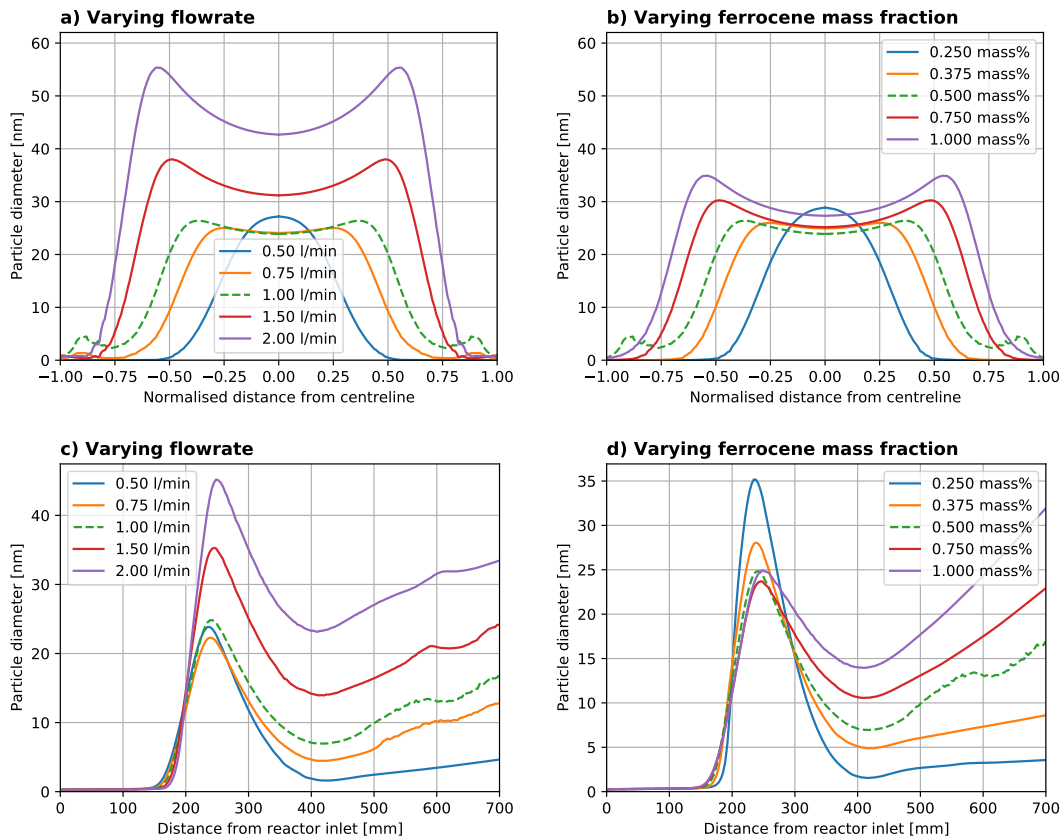 a) Varying flowrate
60
50
40
30
20
10
0
Particle diameter [nm]
0.50 l/min
0.75 l/min
1.00 l/min
1.50 l/min
2.00 l/min
−1.00 −0.75 −0.50 −0.25 0.00 0.25 0.50 0.75 1.00
Normalised distance from centreline
b) Varying ferrocene mass fraction
60
50
40
30
20
10
0
Particle diameter [nm]
0.250 mass%
0.375 mass%
0.500 mass%
0.750 mass%
1.000 mass%
−1.00 −0.75 −0.50 −0.25 0.00 0.25 0.50 0.75 1.00
Normalised distance from centreline
c) Varying flowrate
40
30
20
10
0
Particle diameter [nm]
0.50 l/min
0.75 l/min
1.00 l/min
1.50 l/min
2.00 l/min
0 100 200 300 400 500 600 700
Distance from reactor inlet [mm]
d) Varying ferrocene mass fraction
35
30
25
20
15
10
5
0
Particle diameter [nm]
0.250 mass%
0.375 mass%
0.500 mass%
0.750 mass%
1.000 mass%
0 100 200 300 400 500 600 700
Distance from reactor inlet [mm]